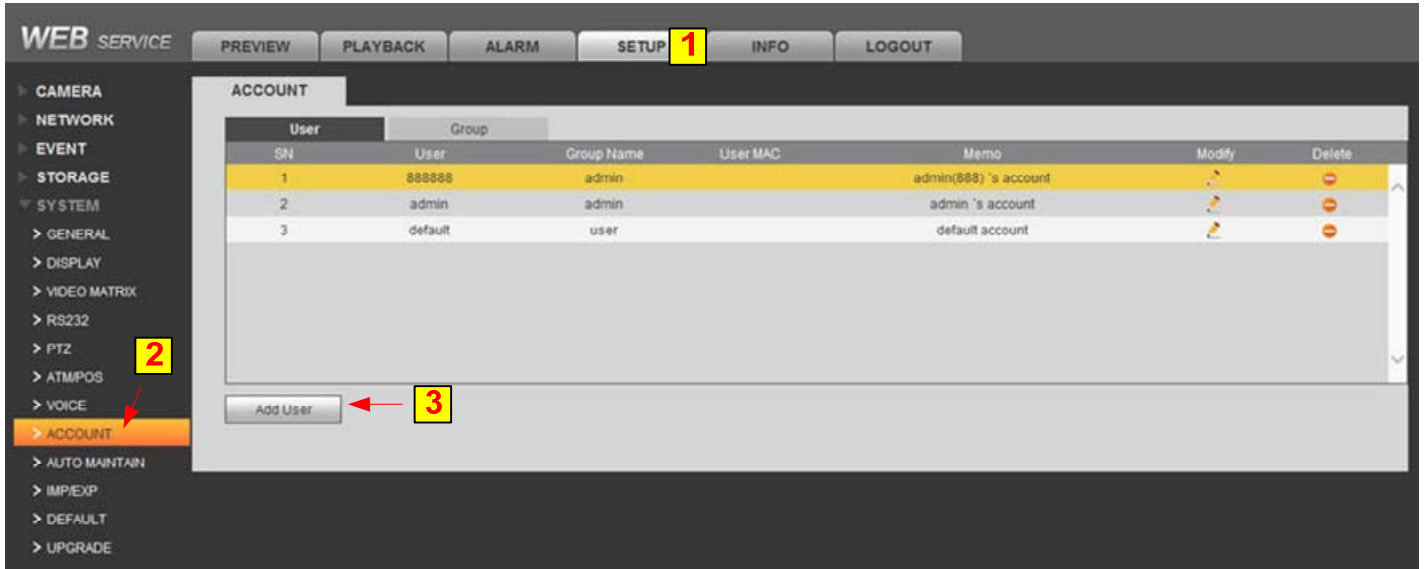 WEB SERVICE
PREVIEW PLAYBACK ALARM SETUP 1 INFO LOGOUT
CAMERA
NETWORK
EVENT
STORAGE
SYSTEM
> GENERAL
> DISPLAY
> VIDEO MATRIX
> RS232
> PTZ
2
> ATM/POS
> VOICE
> ACCOUNT
> AUTO MAINTAIN
> IMP/EXP
> DEFAULT
> UPGRADE
ACCOUNT
User Group
SN User Group Name User MAC Memo Modify Delete
1 888888 admin admin(888) 's account
2 admin admin admin 's account
3 default user default account
Add User 3